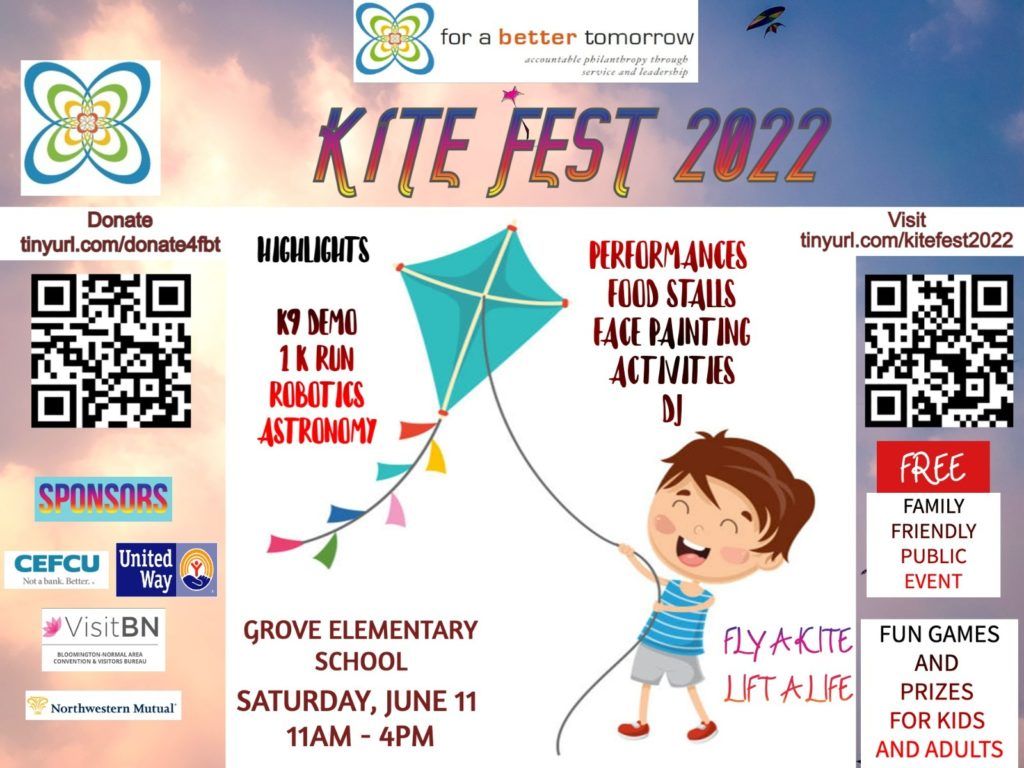 for a better tomorrow
accountable philanthropy through
service and leadership
KITE FEST 2022
Donate
tinyurl.com/donate4fbt
Visit
tinyurl.com/kitefest2022
HIGHLIGHTS
K9 DEMO
1 K RUN
ROBOTICS
ASTRONOMY
PERFORMANCES
FOOD STALLS
FACE PAINTING
ACTIVITIES
DJ
SPONSORS
CEFCU
Not a bank. Better.
United
Way
VisitBN
BLOOMINGTON-NORMAL AREA
CONVENTION & VISITORS BUREAU
Northwestern Mutual
GROVE ELEMENTARY
SCHOOL
SATURDAY, JUNE 11
11AM - 4PM
FLY A KITE
LIFT A LIFE
FREE
FAMILY
FRIENDLY
PUBLIC
EVENT
FUN GAMES
AND
PRIZES
FOR KIDS
AND ADULTS